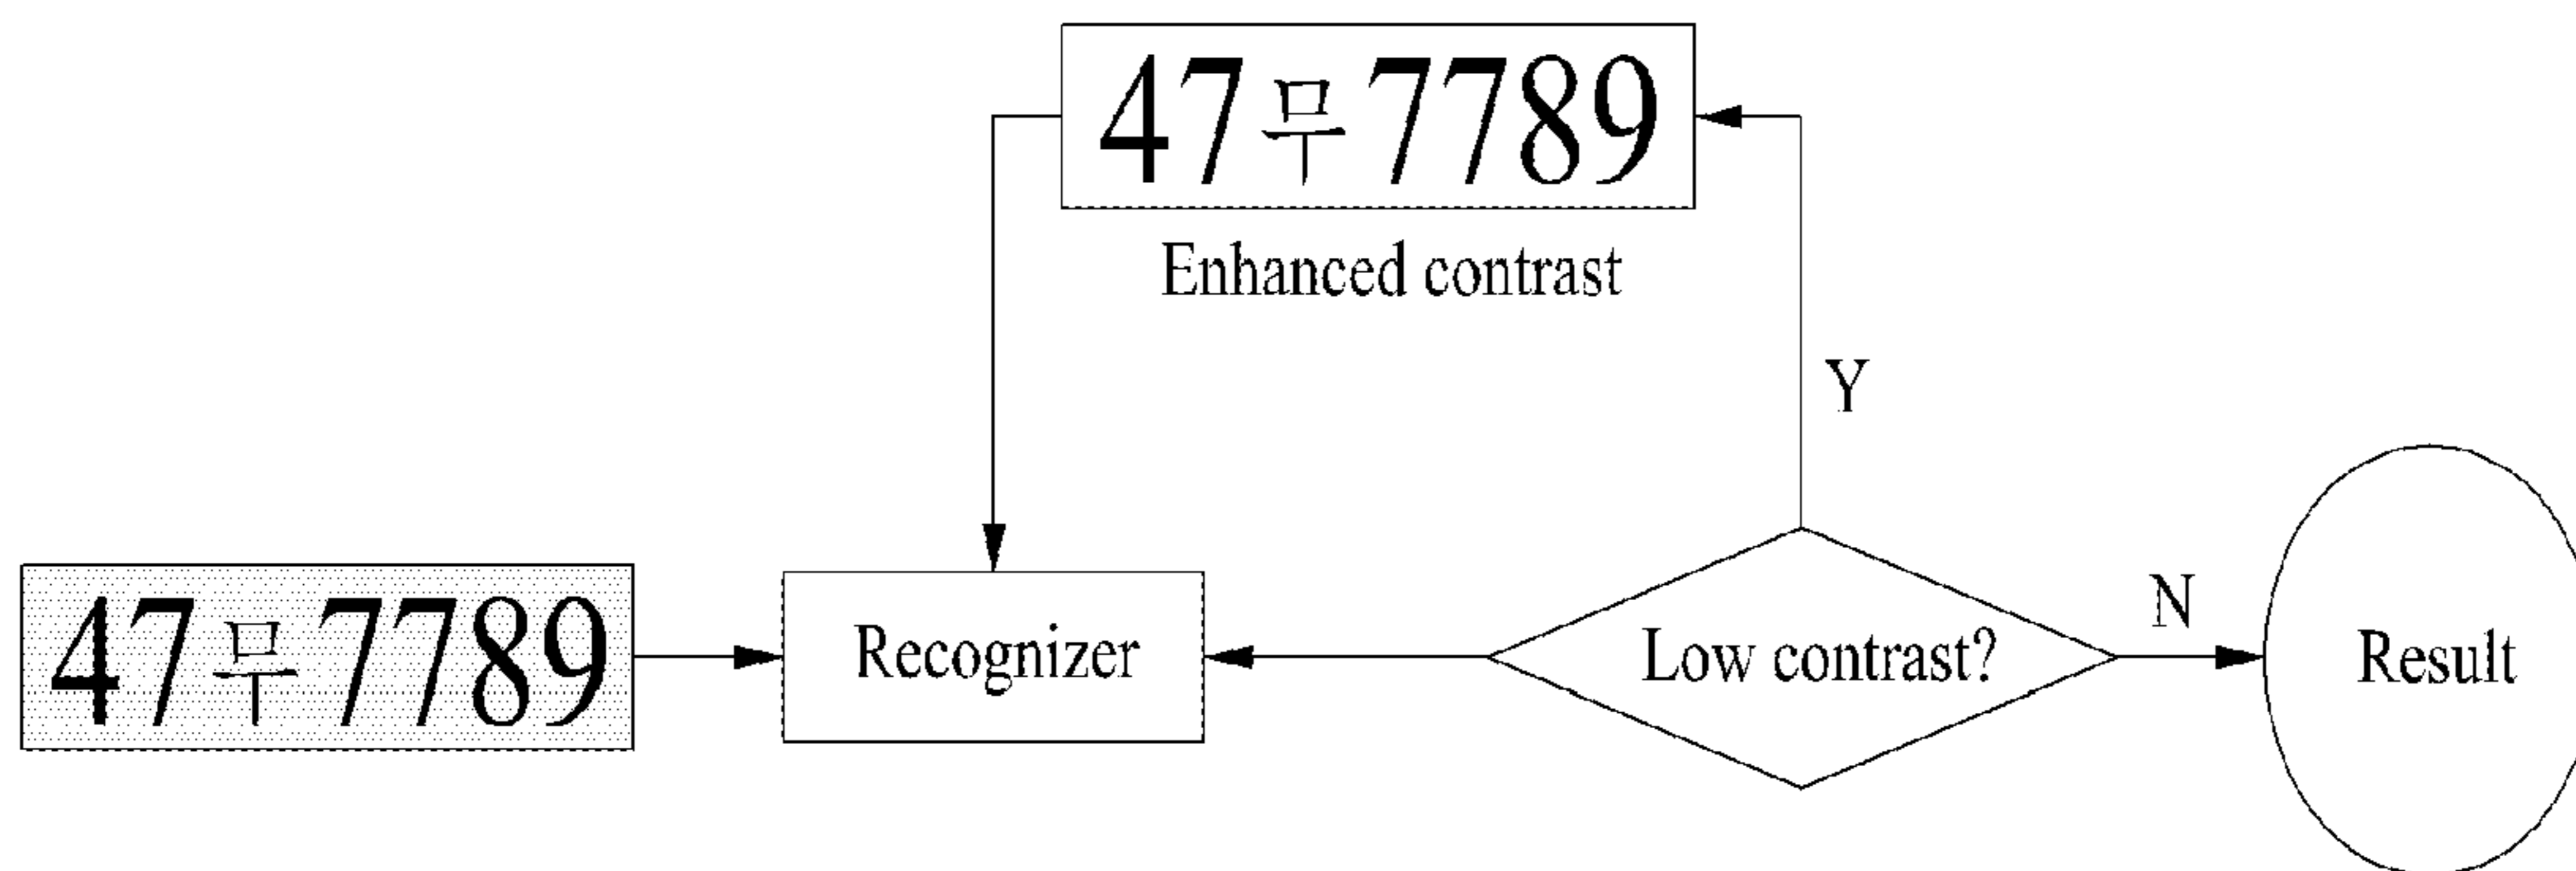 47무7789
Enhanced contrast
Y
47무7789
Recognizer
Low contrast?
N
Result